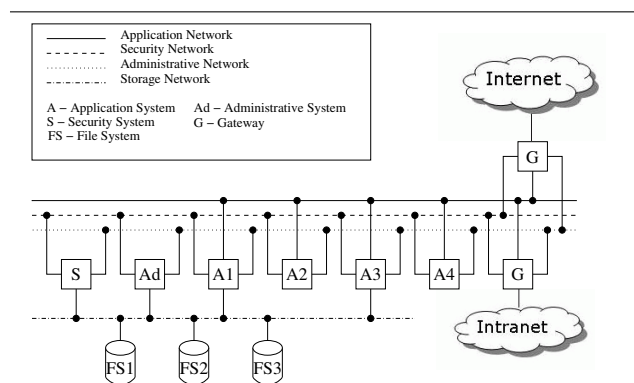 Application Network
Security Network
Administrative Network
Storage Network
A – Application System Ad – Administrative System
S – Security System G – Gateway
FS – File System
Internet
G
S Ad A1 A2 A3 A4 G
Intranet
FS1 FS2 FS3